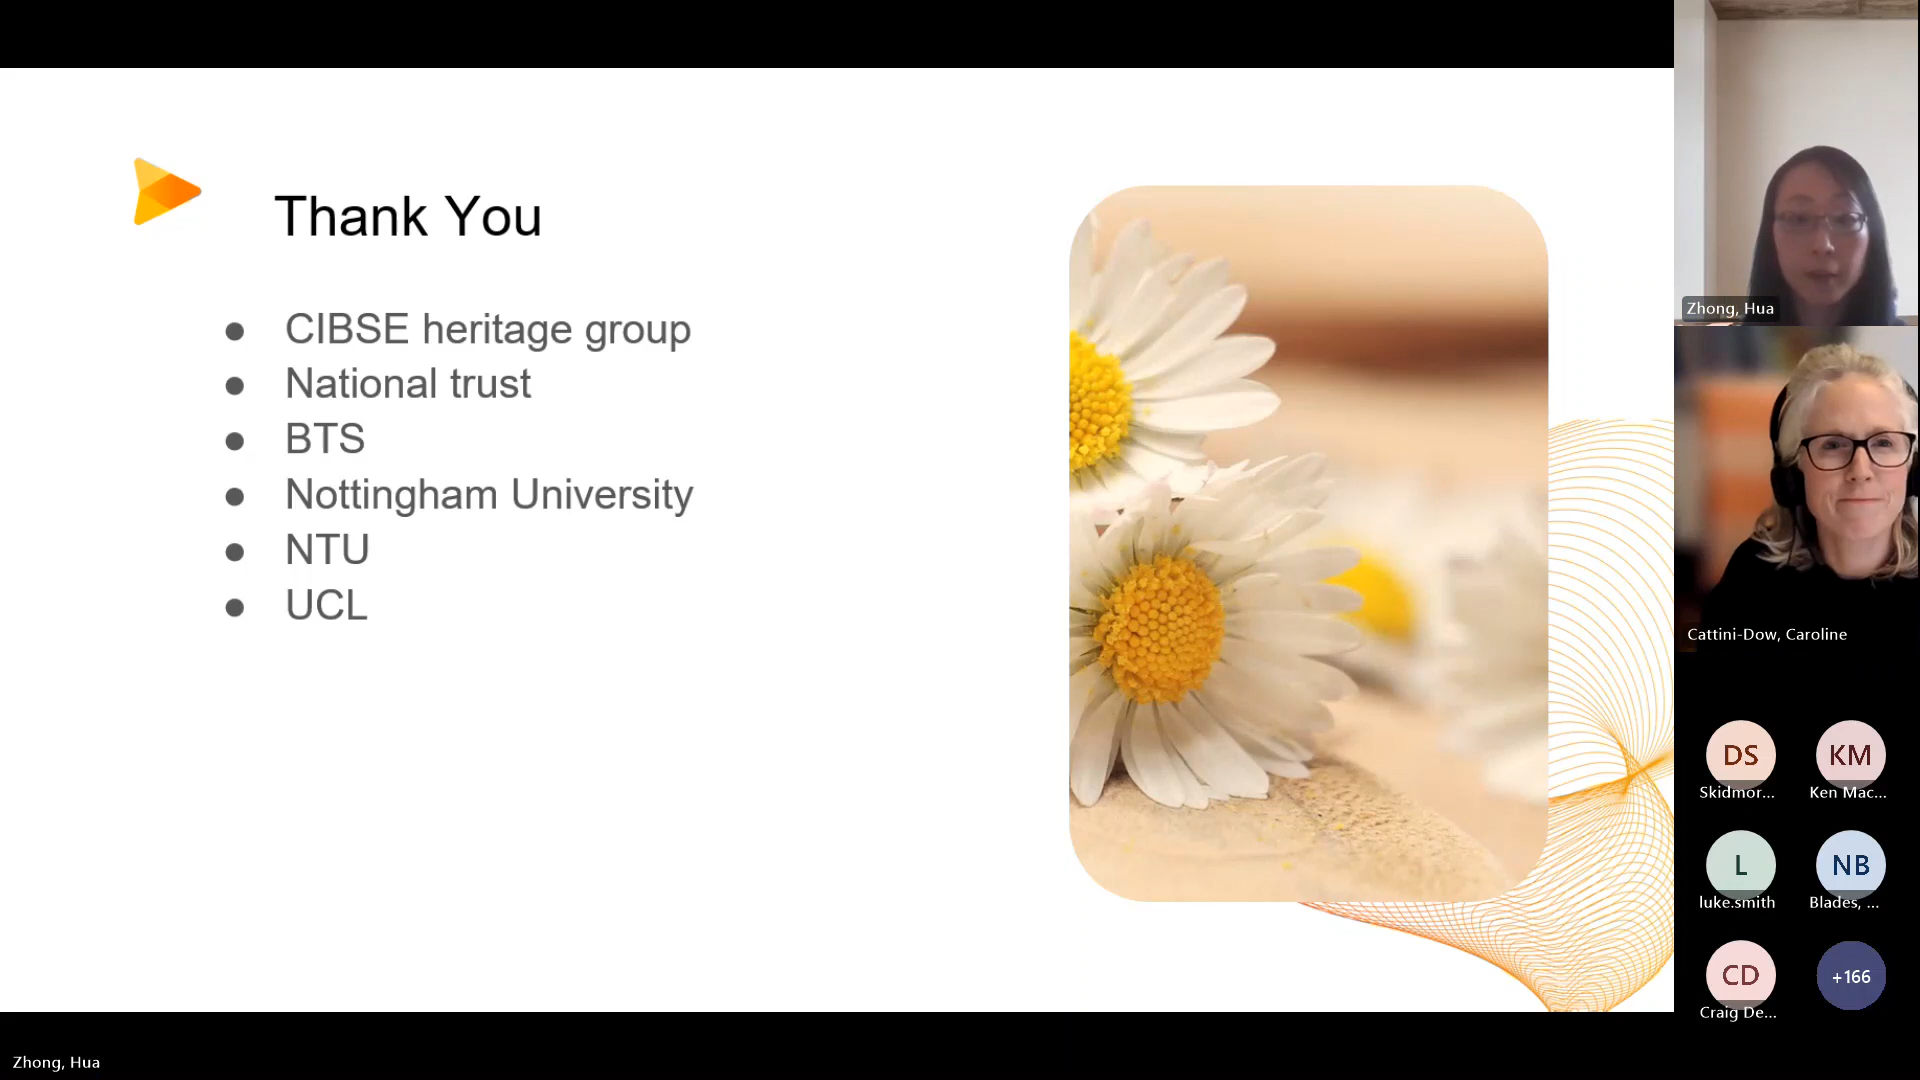 Thank You
● CIBSE heritage group
● National trust
● BTS
● Nottingham University
● NTU
● UCL
Zhong, Hua
Cattini-Dow, Caroline
DS
Skidmor...
KM
Ken Mac...
L
luke.smith
NB
Blades, ...
CD
Craig De...
+166
Zhong, Hua